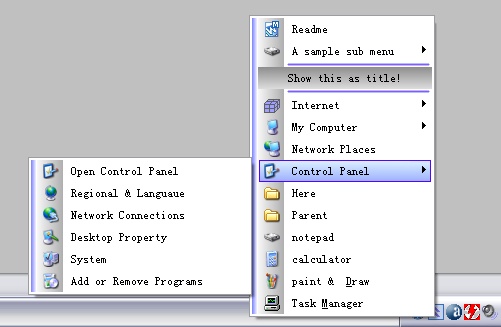 Readme
A sample sub menu
Show this as title!
Internet
My Computer
Network Places
Control Panel
Here
Parent
notepad
calculator
paint & Draw
Task Manager
Open Control Panel
Regional & Languaue
Network Connections
Desktop Property
System
Add or Remove Programs